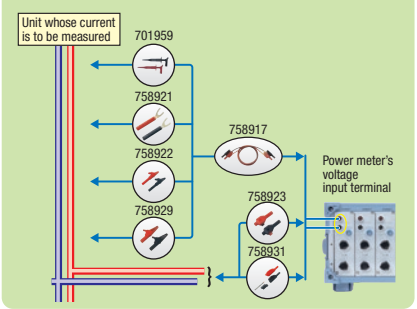 Unit whose current
is to be measured
701959
758921
758917
758922
758923
758929
758931
Power meter's
voltage
input terminal